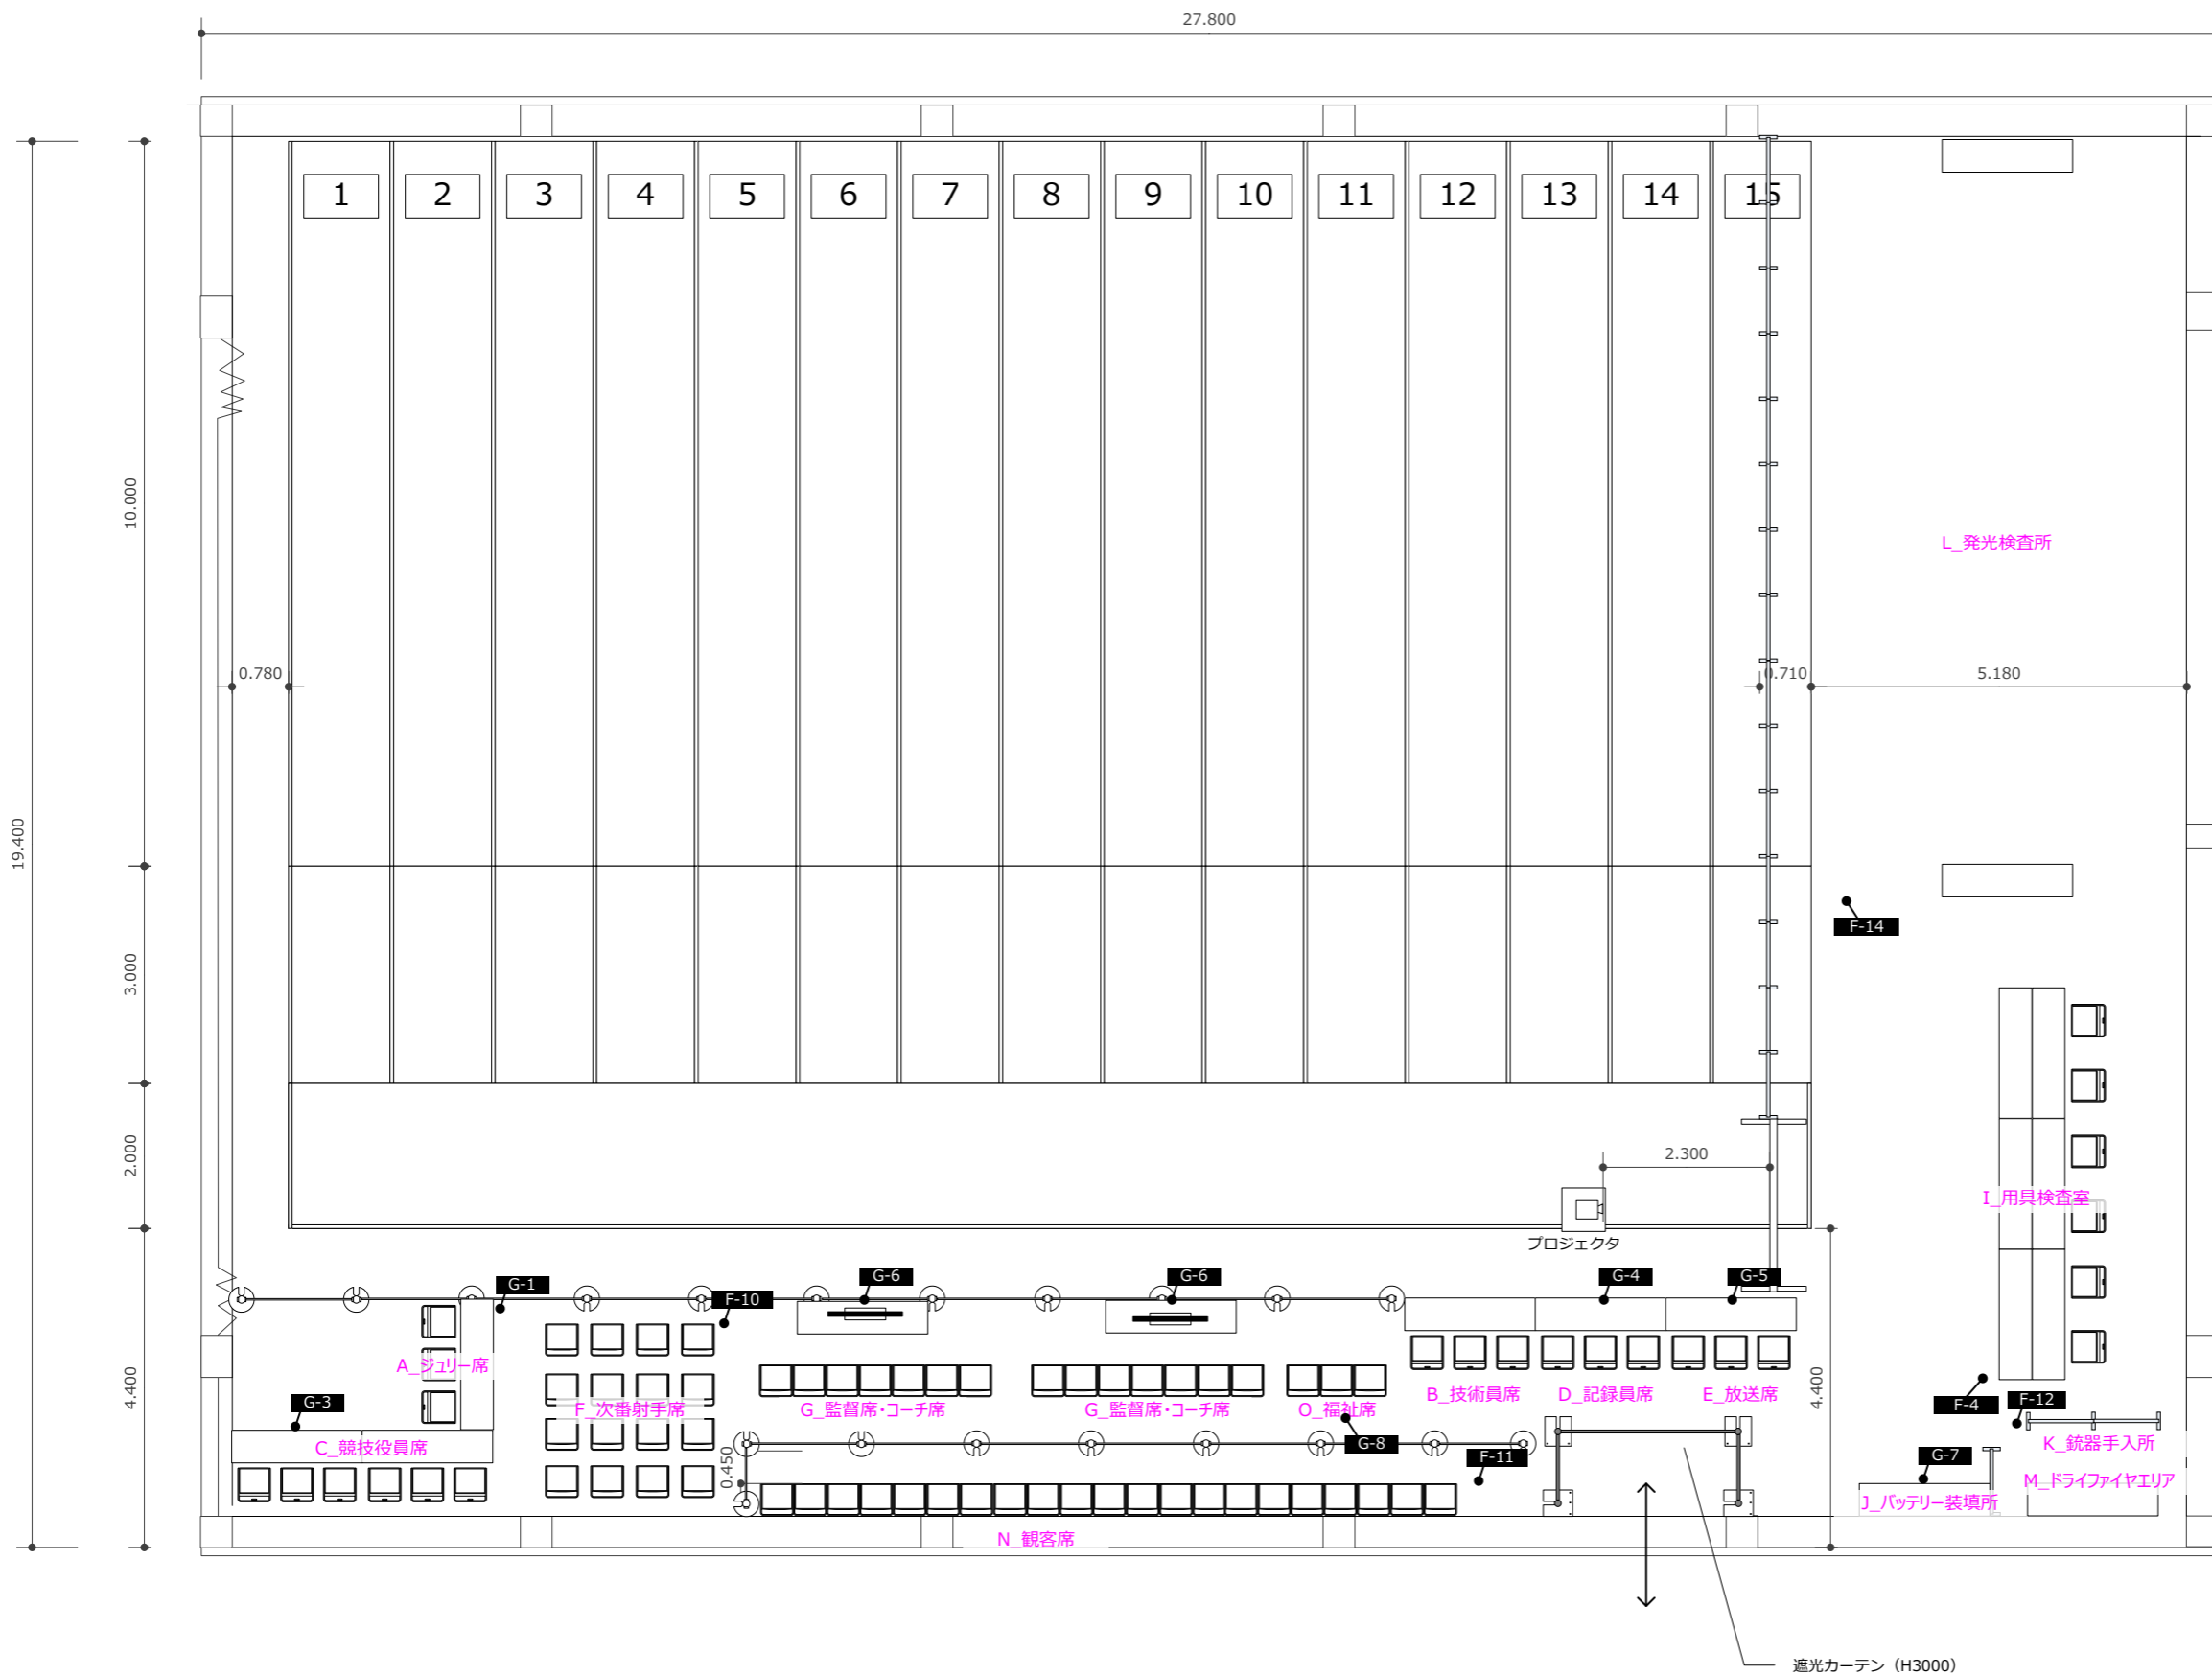 27.800
1 2 3 4 5 6 7 8 9 10 11 12 13 14 15
10.000
L_発光検査所
0.780
0.710
5.180
19.400
F-14
3.000
2.000
2.300
I_用具検査室
プロジェクタ
G-1
G-6
G-6
G-4
G-5
F-10
A_ジュリー席
4.400
4.400
G-3
F_次番射手席
G_監督席・コーチ席
G_監督席・コーチ席
O_福祉席
B_技術員席
D_記録員席
E_放送席
F-4
F-12
C_競技役員席
G-8
K_銃器手入所
0.450
F-11
G-7
M_ドライファイヤエリア
J_バッテリー装填所
N_観客席
遮光カーテン（H3000）